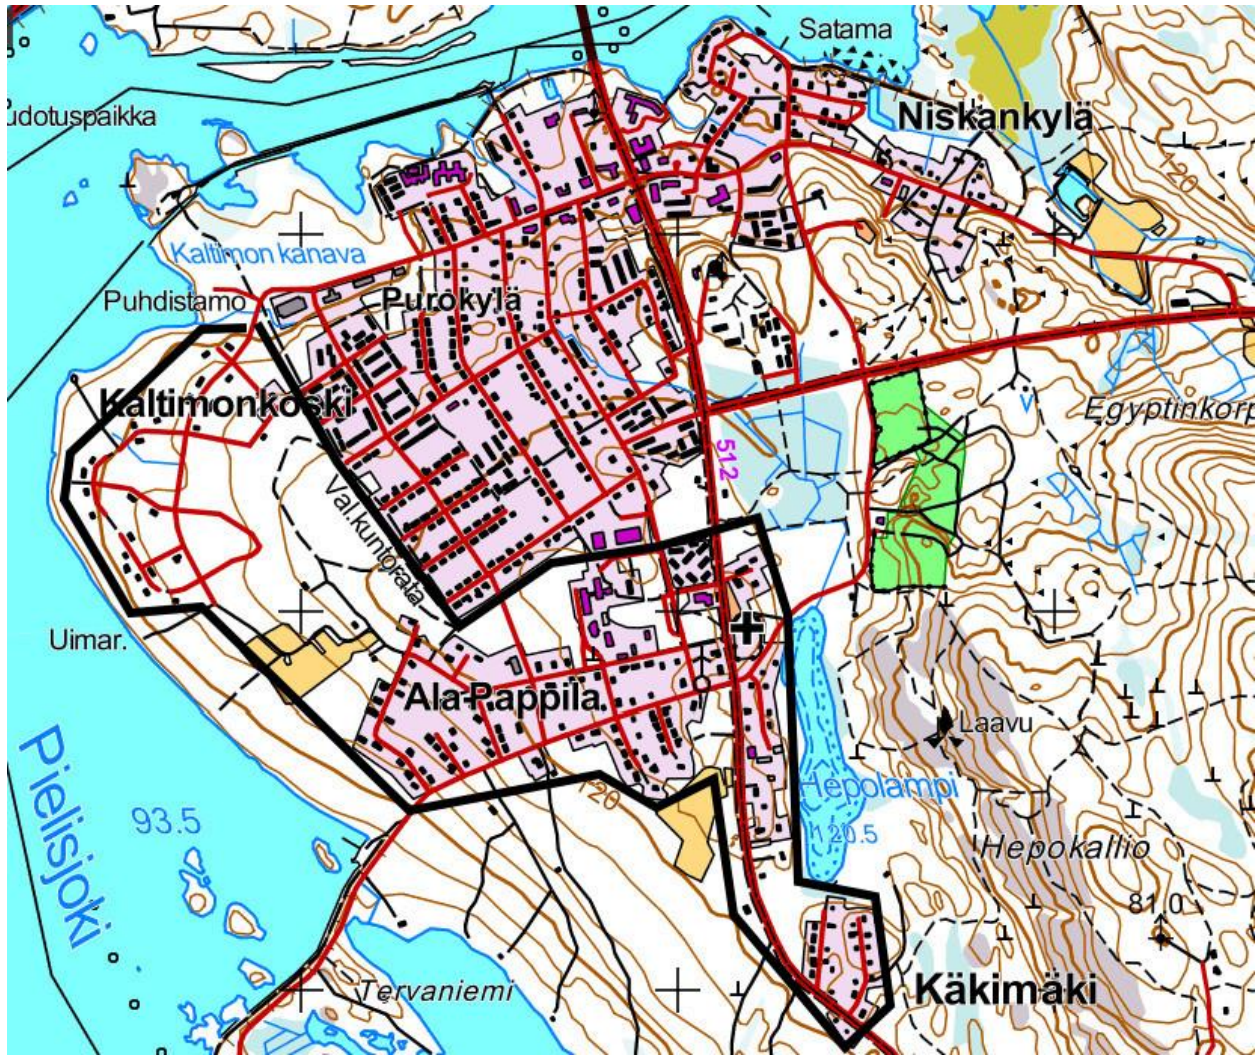 Satama
udotuspaikka
Niskankylä
120
Kaltimon kanava
Puhdistamo
Purokylä
Kaltimonkoski
Egyptinkorp
512
Val.kuntorata
Uimar.
Ala-Pappila
Laavu
Pielisjoki
93.5
120
Hepolampi
120.5
Hepokallio
81.0
Tervaniemi
Käkimäki